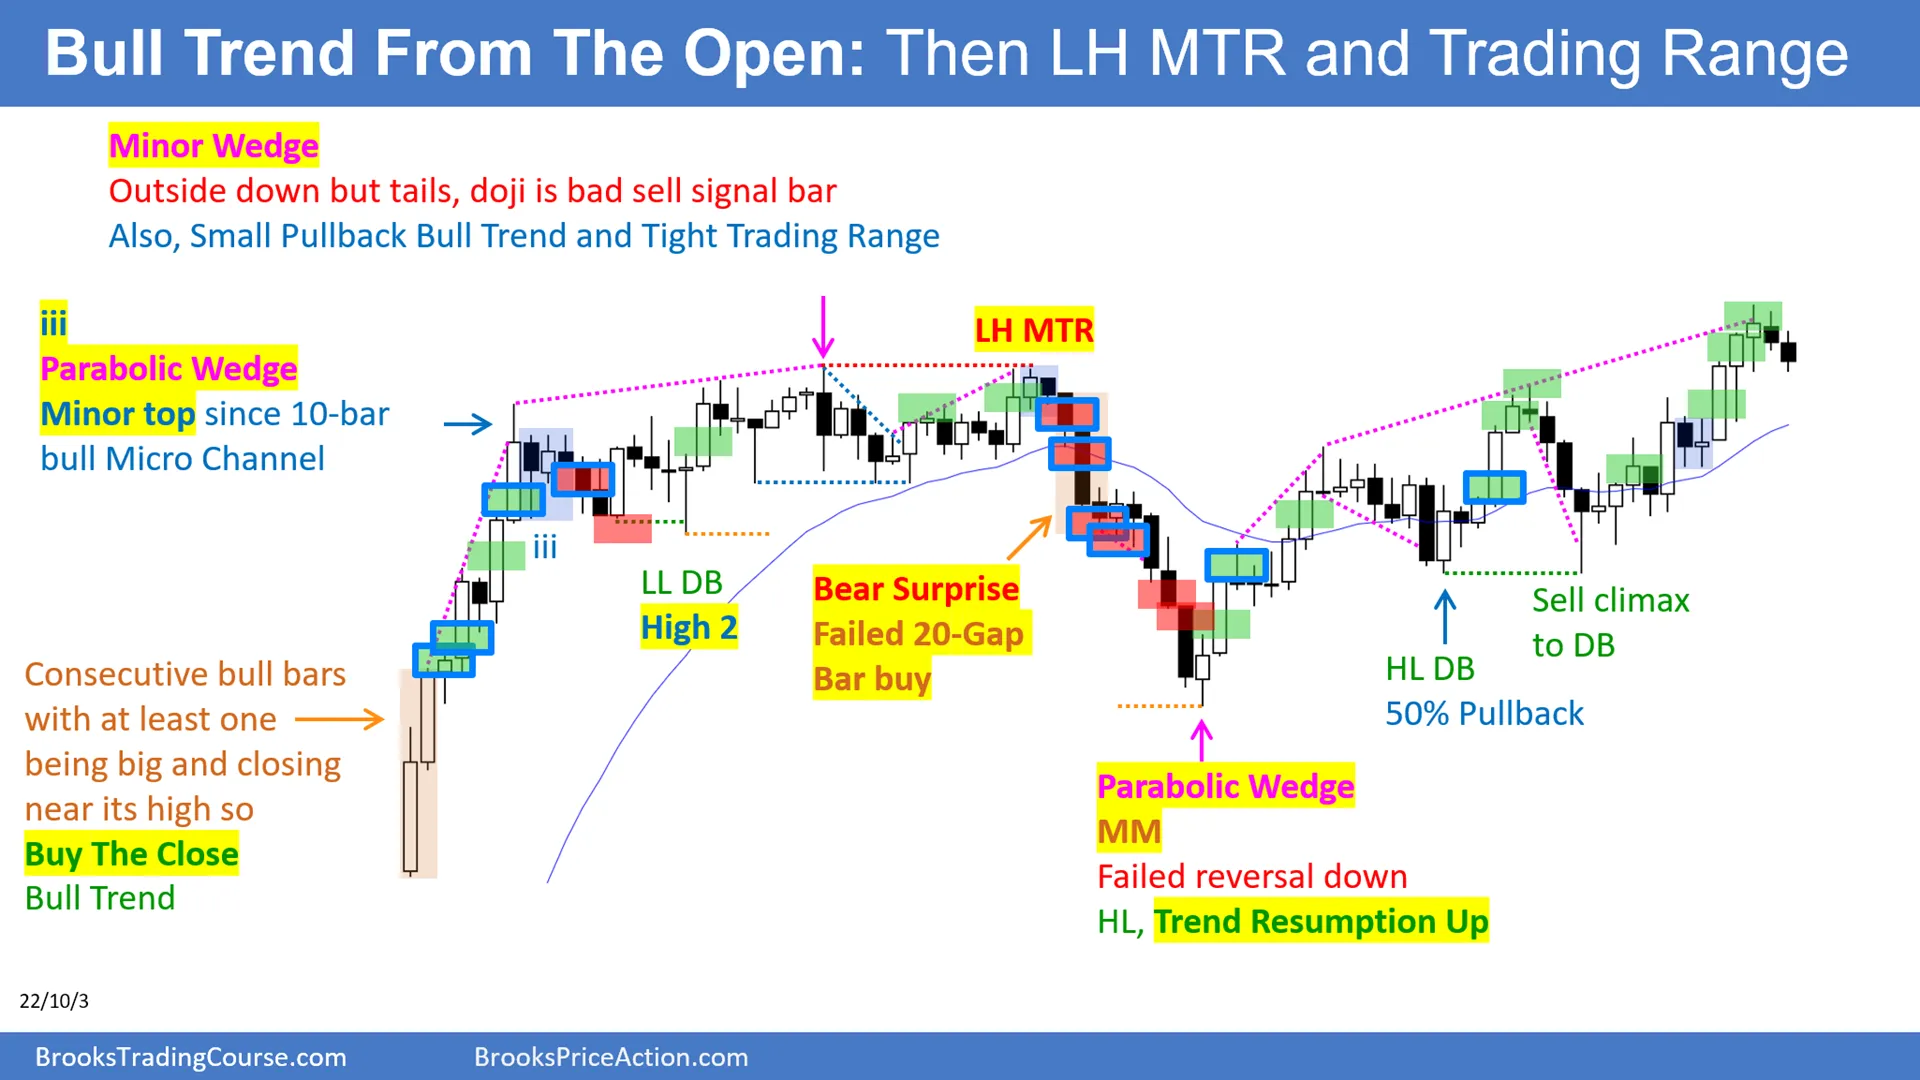 Bull Trend From The Open: Then LH MTR and Trading Range
Minor Wedge
Outside down but tails, doji is bad sell signal bar
Also, Small Pullback Bull Trend and Tight Trading Range
iii
Parabolic Wedge
Minor top since 10-bar
bull Micro Channel
LH MTR
iii
LL DB
High 2
Bear Surprise
Failed 20-Gap
Bar buy
Sell climax
to DB
HL DB
50% Pullback
Consecutive bull bars
with at least one
being big and closing
near its high so
Buy The Close
Bull Trend
Parabolic Wedge
MM
Failed reversal down
HL, Trend Resumption Up
22/10/3
BrooksTradingCourse.com
BrooksPriceAction.com